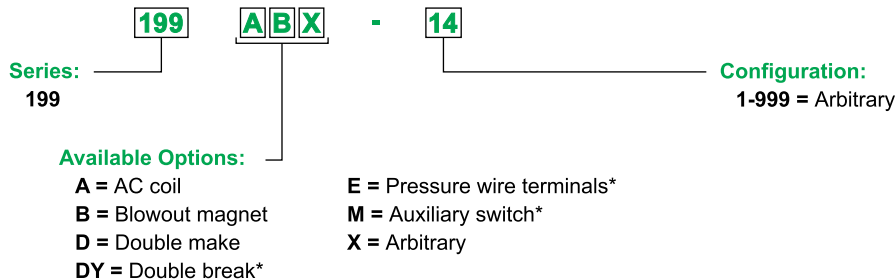 199 ABX - 14
Series:
199
Configuration:
1-999 = Arbitrary
Available Options:
A = AC coil
B = Blowout magnet
D = Double make
DY = Double break*
E = Pressure wire terminals*
M = Auxiliary switch*
X = Arbitrary